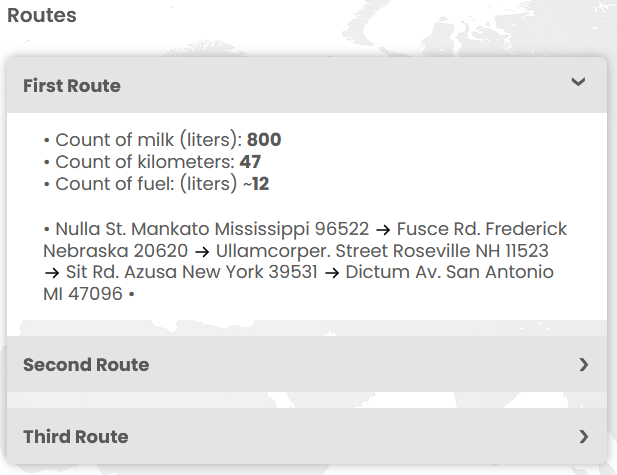 Routes
First Route
• Count of milk (liters): 800
• Count of kilometers: 47
• Count of fuel: (liters) ~12
• Nulla St. Mankato Mississippi 96522 → Fusce Rd. Frederick
Nebraska 20620 → Ullamcorper. Street Roseville NH 11523
→ Sit Rd. Azusa New York 39531 → Dictum Av. San Antonio
MI 47096 •
Second Route
Third Route